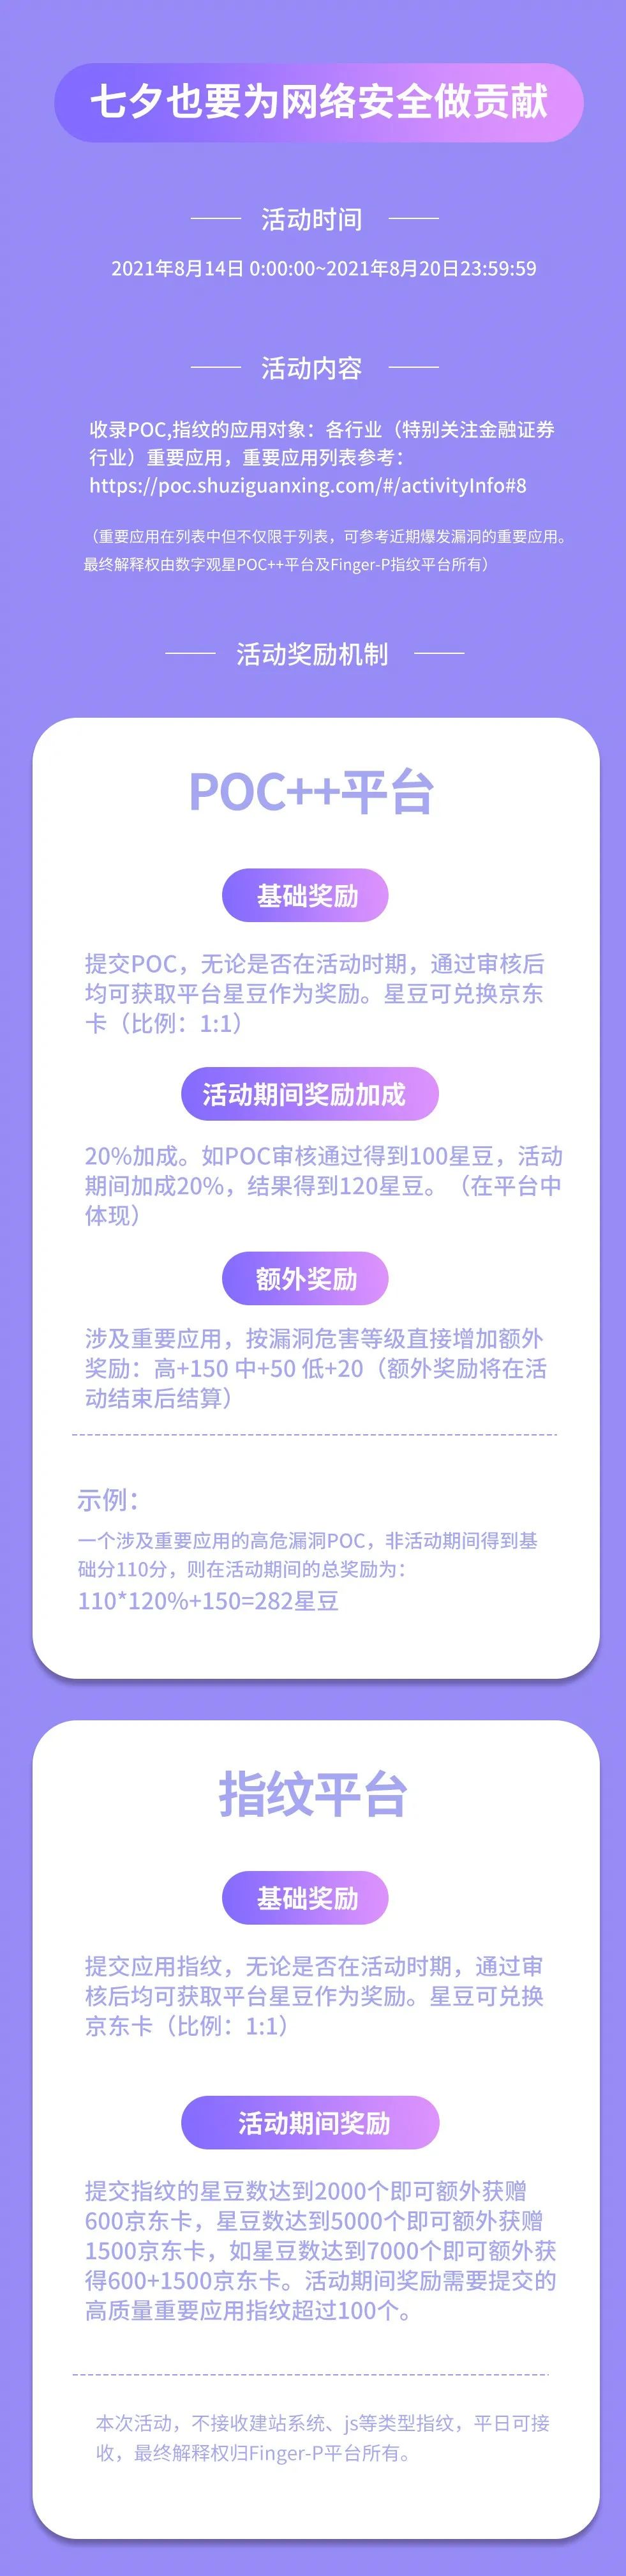 七夕也要为网络安全做贡献
活动时间
2021年8月14日 0:00:00~2021年8月20日23:59:59
活动内容
收录POC,指纹的应用对象：各行业（特别关注金融证券
行业）重要应用，重要应用列表参考：
https://poc.shuziguanxing.com/#/activityInfo#8
（重要应用在列表中但不仅限于列表，可参考近期爆发漏洞的重要应用。
最终解释权由数字观星POC++平台及Finger-P指纹平台所有）
活动奖励机制
POC++平台
基础奖励
提交POC，无论是否在活动时期，通过审核后
均可获取平台星豆作为奖励。星豆可兑换京东
卡（比例：1:1）
活动期间奖励加成
20%加成。如POC审核通过得到100星豆，活动
期间加成20%，结果得到120星豆。（在平台中
体现）
额外奖励
涉及重要应用，按漏洞危害等级直接增加额外
奖励：高+150 中+50 低+20（额外奖励将在活
动结束后结算）
示例：
一个涉及重要应用的高危漏洞POC，非活动期间得到基
础分110分，则在活动期间的总奖励为：
110*120%+150=282星豆
指纹平台
基础奖励
提交应用指纹，无论是否在活动时期，通过审
核后均可获取平台星豆作为奖励。星豆可兑换
京东卡（比例：1:1）
活动期间奖励
提交指纹的星豆数达到2000个即可额外获赠
600京东卡，星豆数达到5000个即可额外获赠
1500京东卡，如星豆数达到7000个即可额外获
得600+1500京东卡。活动期间奖励需要提交的
高质量重要应用指纹超过100个。
本次活动，不接收建站系统、js等类型指纹，平日可接
收，最终解释权归Finger-P平台所有。